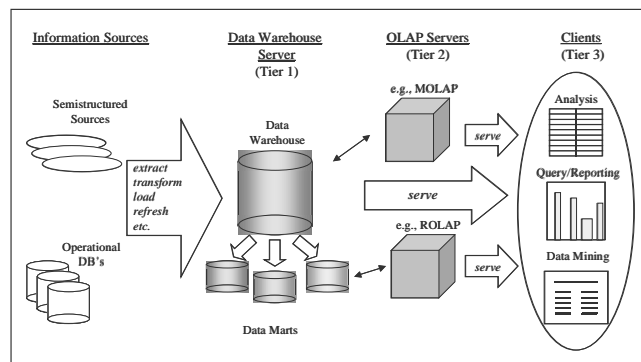 Information Sources
Data Warehouse
Server
(Tier 1)
OLAP Servers
(Tier 2)
Clients
(Tier 3)
Semistructured
Sources
extract
transform
load
refresh
etc.
Operational
DB's
Data
Warehouse
Data Marts
e.g., MOLAP
serve
serve
e.g., ROLAP
serve
Analysis
Query/Reporting
Data Mining